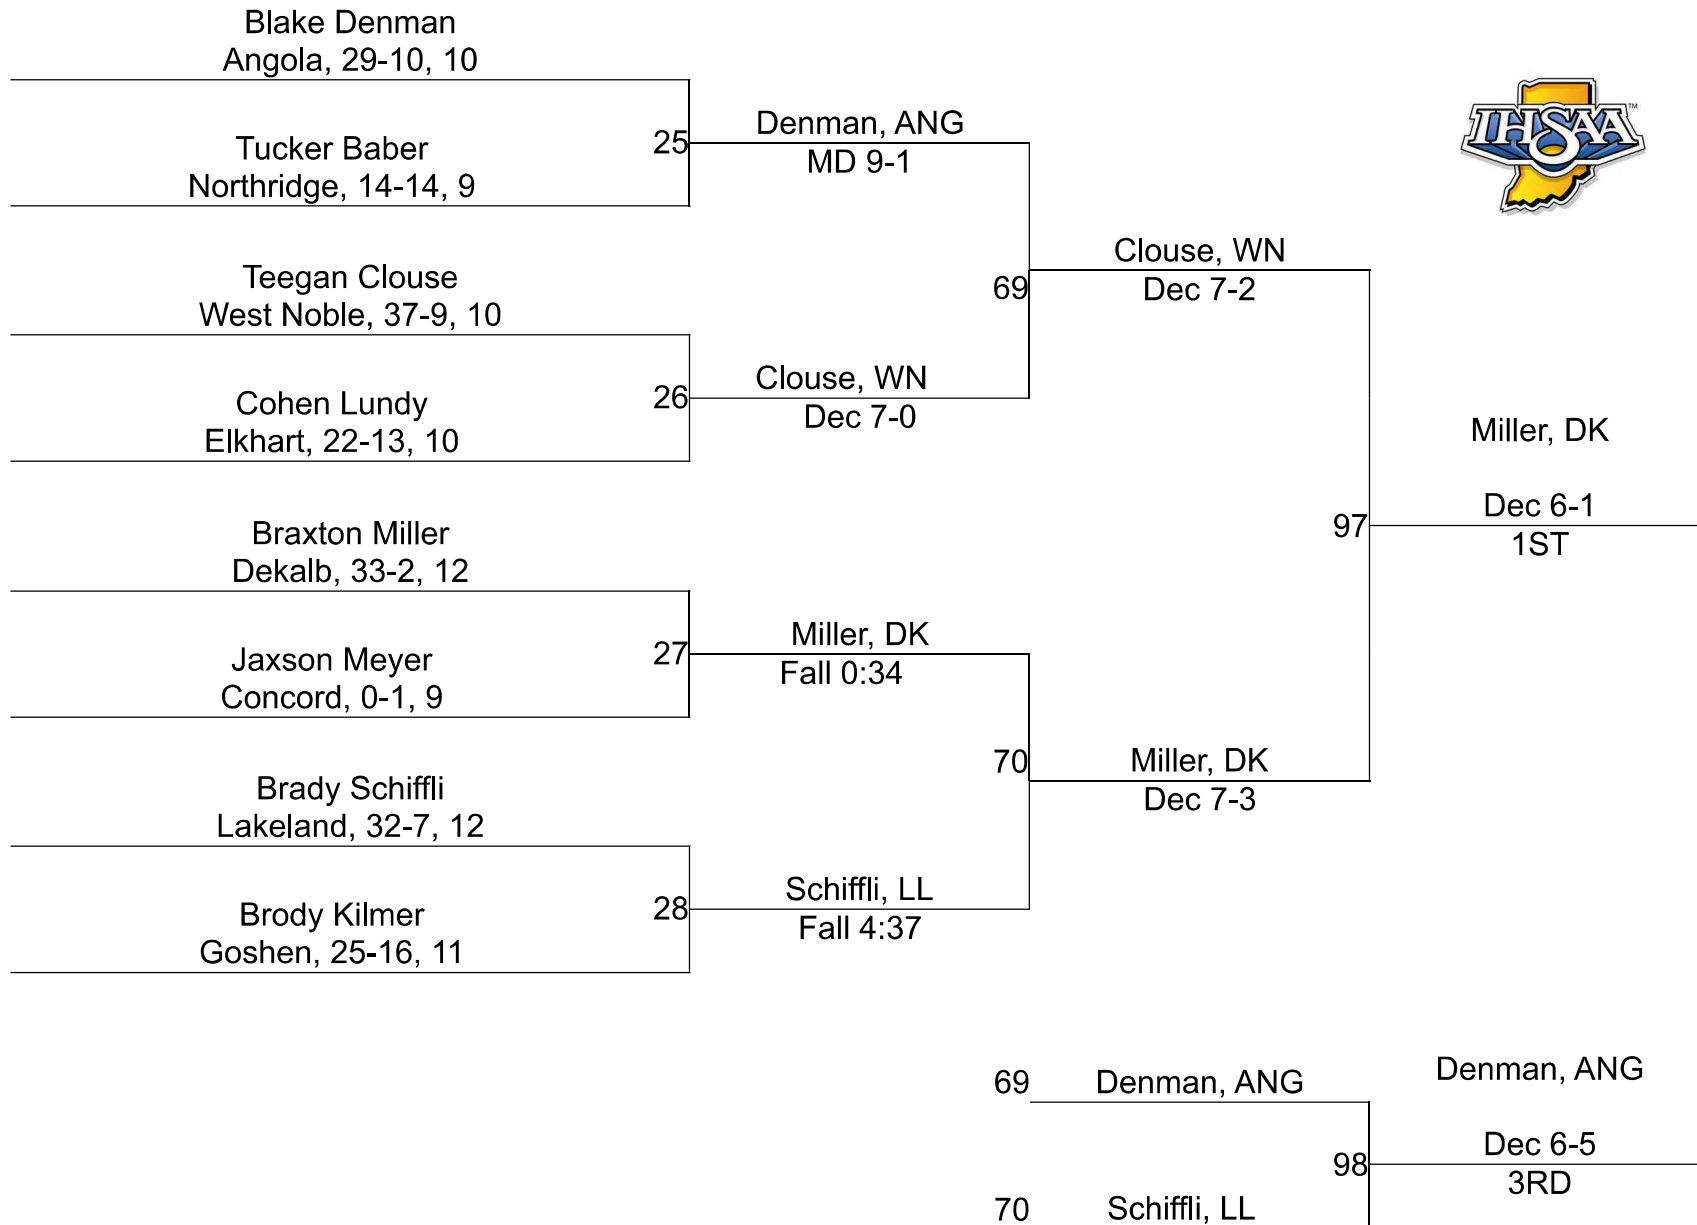 Blake Denman
Angola, 29-10, 10
Tucker Baber
Northridge, 14-14, 9
25
Denman, ANG
MD 9-1
IHSAA
TM
Teegan Clouse
West Noble, 37-9, 10
Cohen Lundy
Elkhart, 22-13, 10
26
Clouse, WN
Dec 7-0
69
Clouse, WN
Dec 7-2
Braxton Miller
Dekalb, 33-2, 12
Jaxson Meyer
Concord, 0-1, 9
27
Miller, DK
Fall 0:34
Brady Schiffli
Lakeland, 32-7, 12
Brody Kilmer
Goshen, 25-16, 11
28
Schiffli, LL
Fall 4:37
70
Miller, DK
Dec 7-3
97
Miller, DK
Dec 6-1
1ST
69
Denman, ANG
70
Schiffli, LL
98
Denman, ANG
Dec 6-5
3RD